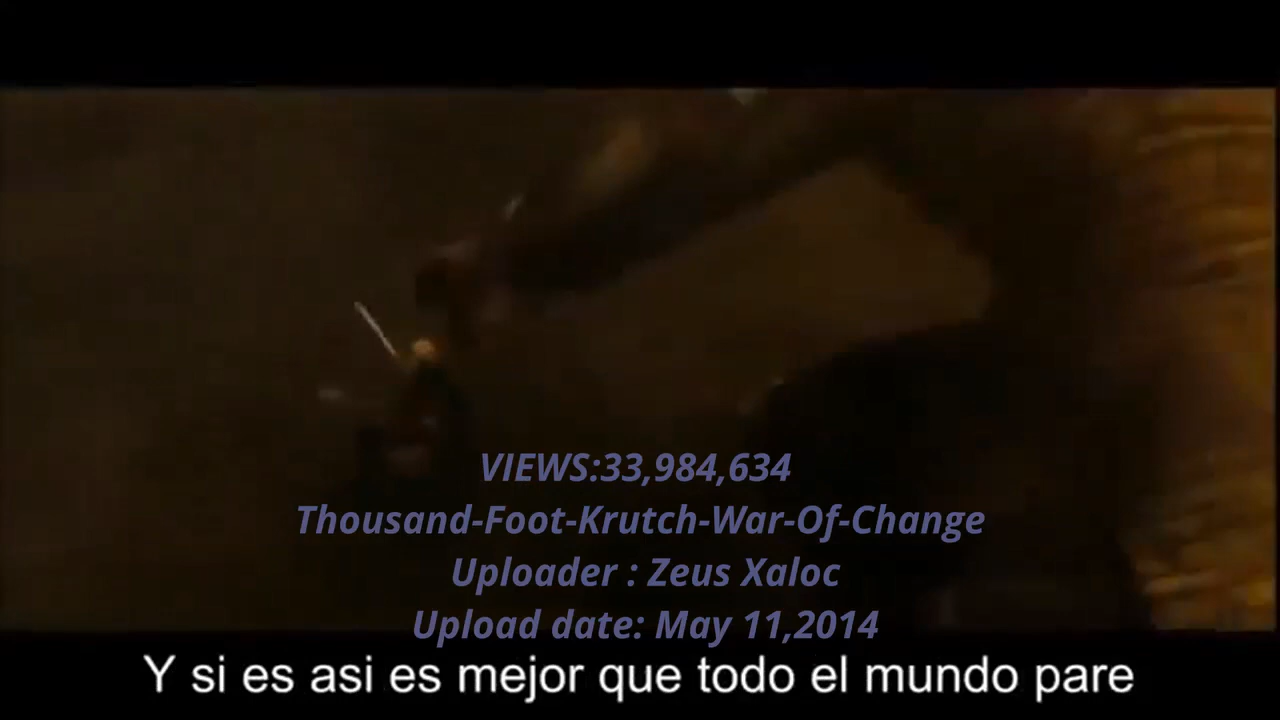 VIEWS:33,984,634
Thousand-Foot-Krutch-War-Of-Change
Uploader : Zeus Xaloc
Upload date: May 11,2014
Y si es asi es mejor que todo el mundo pare